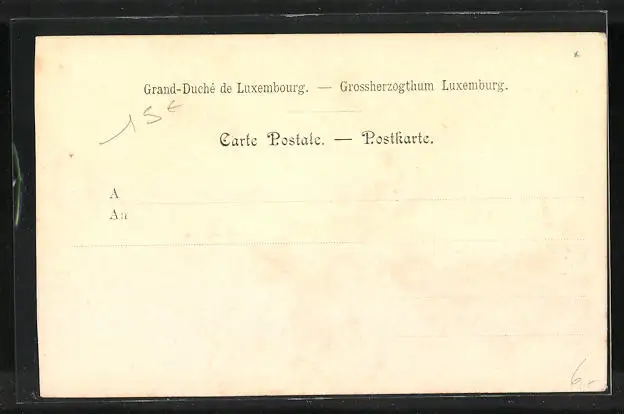 Grand-Duché de Luxembourg. — Grossherzogthum Luxemburg.
15€
Carte Postale. — Postkarte.
A
An
6,-